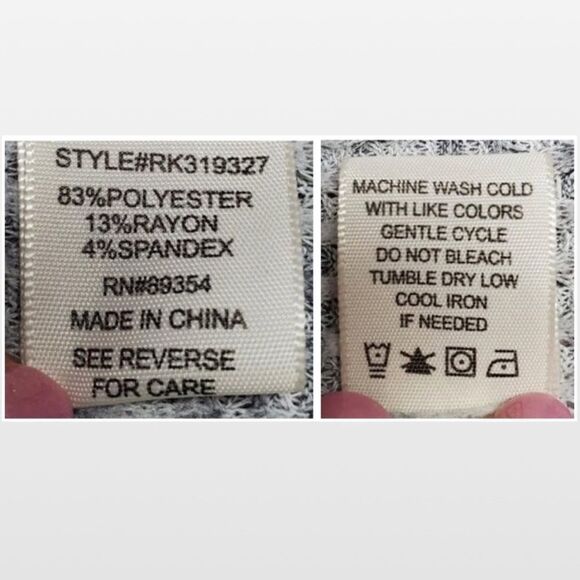 STYLE#RK319327
83%POLYESTER
13%RAYON
4%SPANDEX
RN#89354
MADE IN CHINA
SEE REVERSE
FOR CARE
MACHINE WASH COLD
WITH LIKE COLORS
GENTLE CYCLE
DO NOT BLEACH
TUMBLE DRY LOW
COOL IRON
IF NEEDED